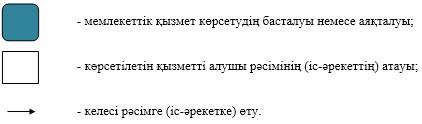 - мемлекеттік қызмет көрсетудің басталуы немесе аяқталуы;
- көрсетілетін қызметті алушы рәсімінің (іс-әрекеттің) атауы;
- келесі рәсімге (іс-әрекетке) өту.